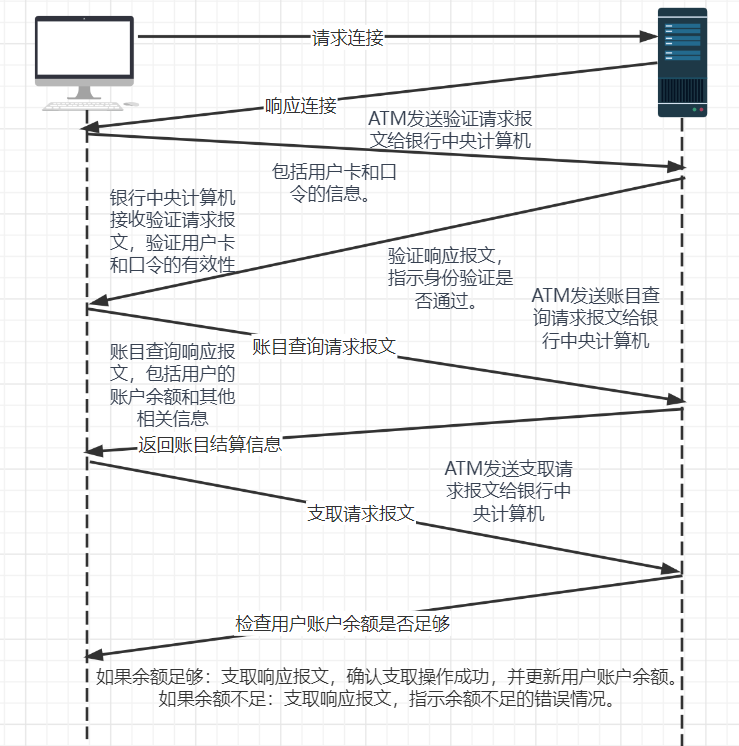 请求连接
响应连接
ATM发送验证请求报
文给银行中央计算机
包括用户卡和口
令的信息。
银行中央计算机
接收验证请求报
文，验证用户卡
和口令的有效性
验证响应报文，
指示身份验证是
否通过。
ATM发送账目查
询请求报文给银
行中央计算机
账目查询请求报文
账目查询响应报
文，包括用户的
账户余额和其他
相关信息
返回账目结算信息
ATM发送支取请
求报文给银行中
央计算机
支取请求报文
检查用户账户余额是否足够
如果余额足够：支取响应报文，确认支取操作成功，并更新用户账户余额。
如果余额不足：支取响应报文，指示余额不足的错误情况。